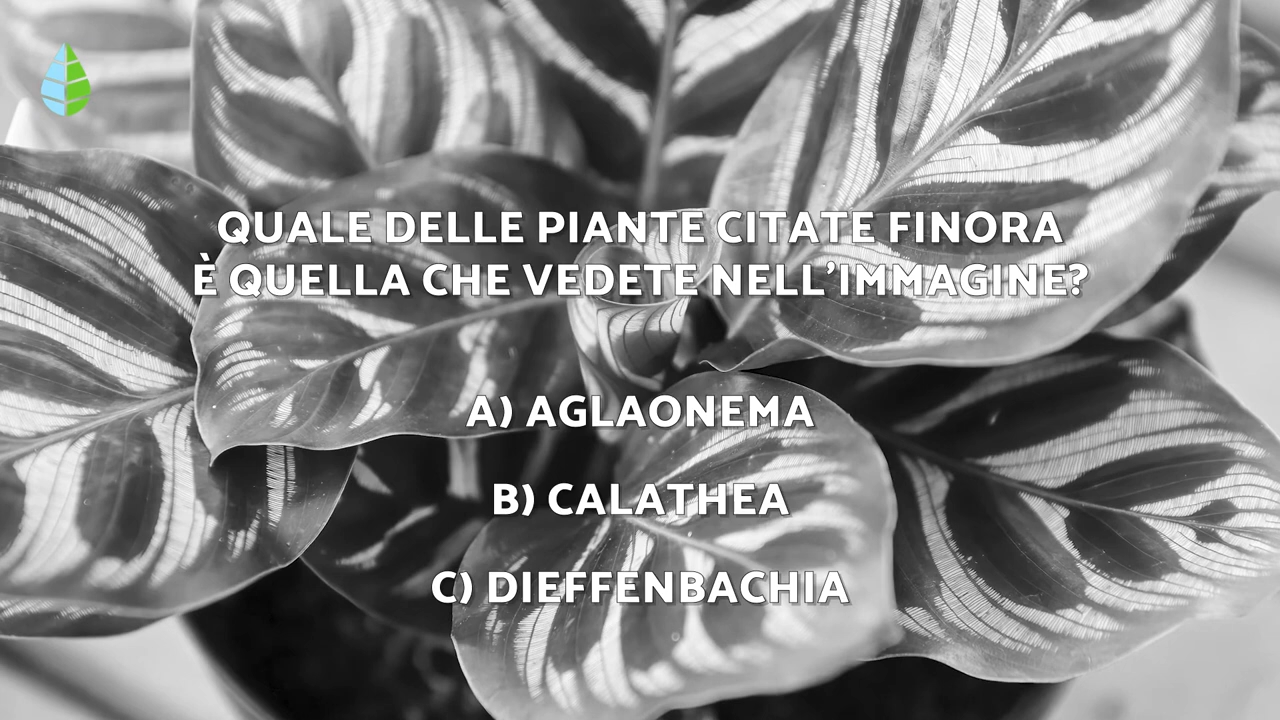 QUALE DELLE PIANTE CITATE FINORA
È QUELLA CHE VEDETE NELL'IMMAGINE?
A) AGLAONEMA
B) CALATHEA
C) DIEFFENBACHIA